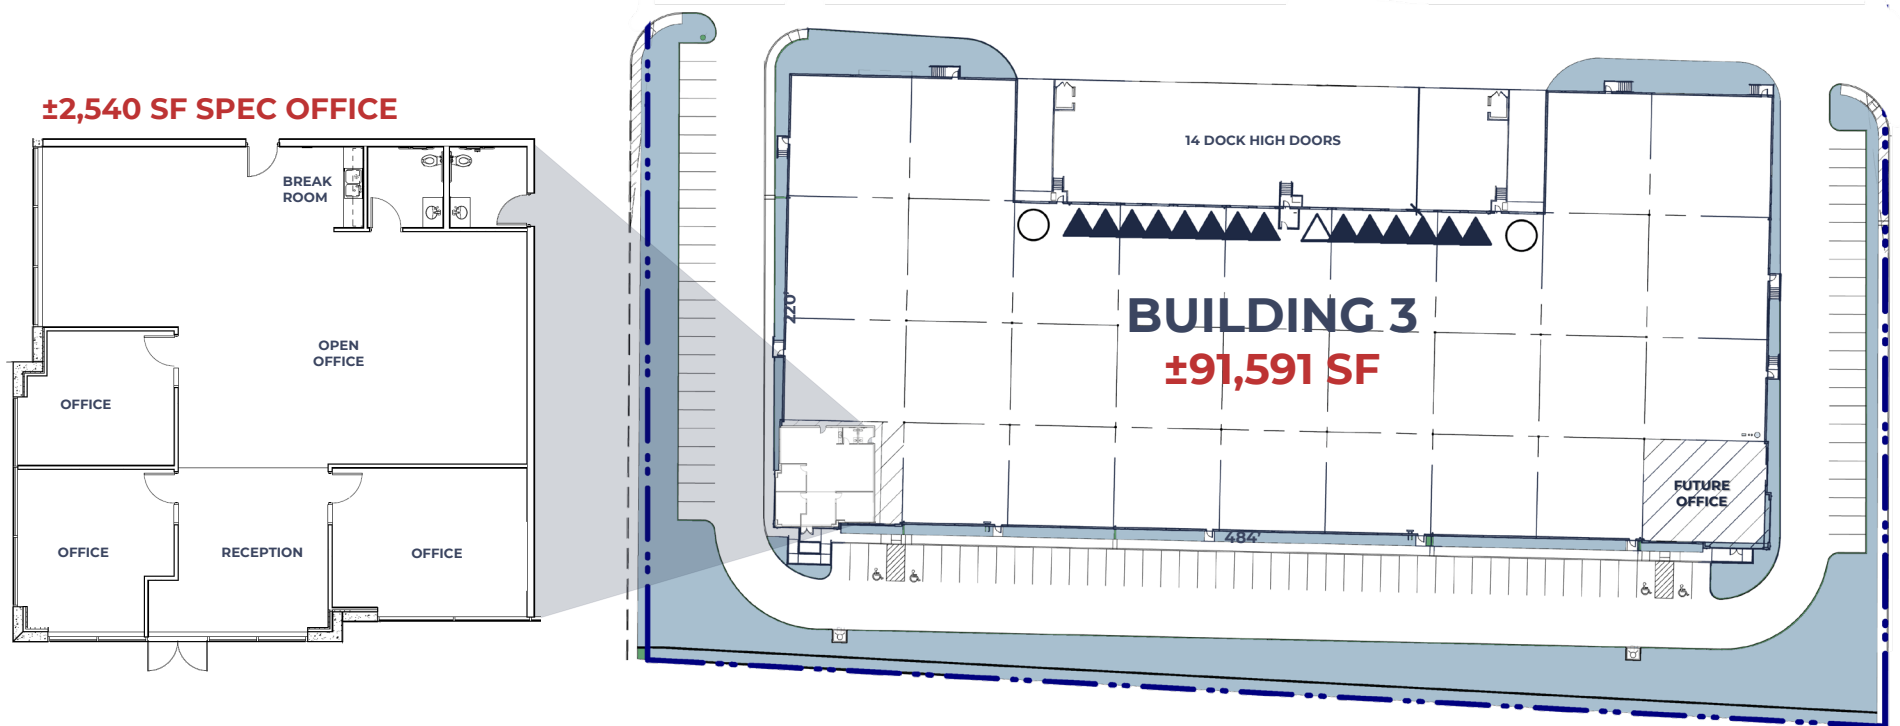 ±2,540 SF SPEC OFFICE
BREAK
ROOM
OPEN
OFFICE
OFFICE
OFFICE
RECEPTION
OFFICE
14 DOCK HIGH DOORS
220'
BUILDING 3
±91,591 SF
FUTURE
OFFICE
484'